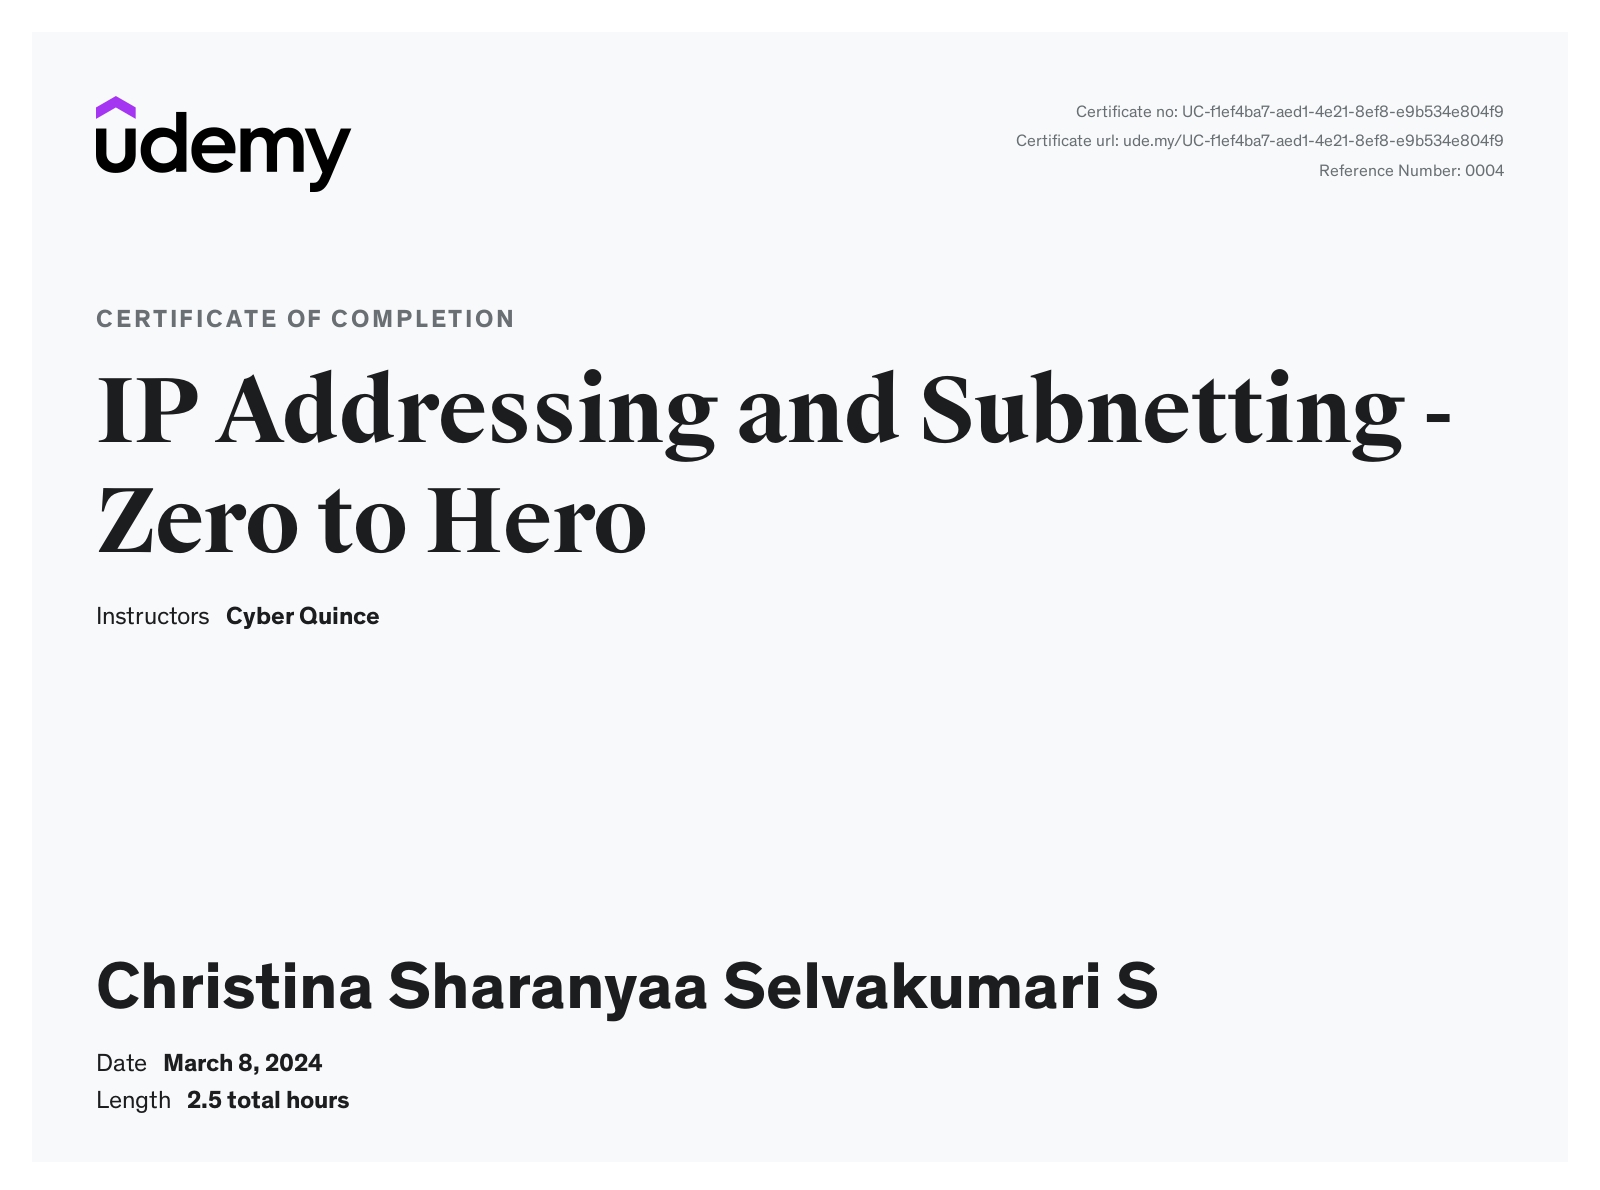 udemy
Certificate no: UC-f1ef4ba7-aed1-4e21-8ef8-e9b534e804f9
Certificate url: ude.my/UC-f1ef4ba7-aed1-4e21-8ef8-e9b534e804f9
Reference Number: 0004
CERTIFICATE OF COMPLETION
IP Addressing and Subnetting -
Zero to Hero
Instructors Cyber Quince
Christina Sharanyaa Selvakumari S
Date March 8, 2024
Length 2.5 total hours